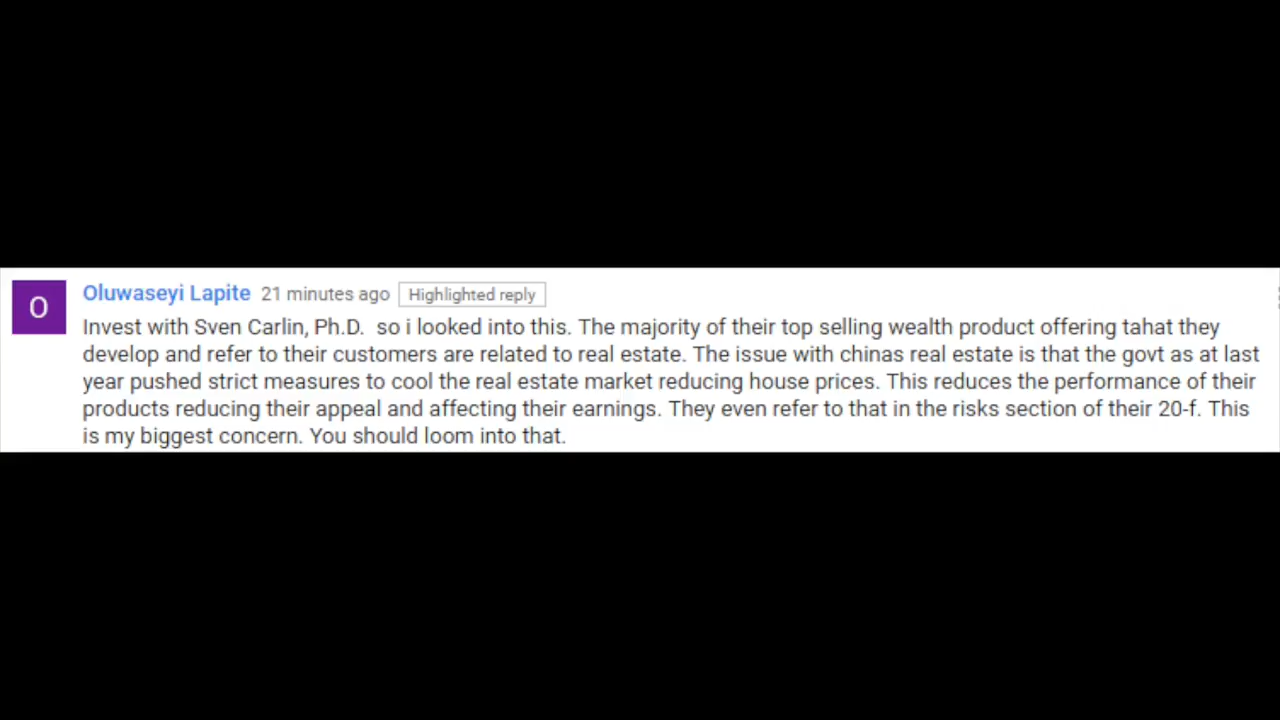 O
Oluwaseyi Lapite 21 minutes ago Highlighted reply
Invest with Sven Carlin, Ph.D.  so i looked into this. The majority of their top selling wealth product offering tahat they
develop and refer to their customers are related to real estate. The issue with chinas real estate is that the govt as at last
year pushed strict measures to cool the real estate market reducing house prices. This reduces the performance of their
products reducing their appeal and affecting their earnings. They even refer to that in the risks section of their 20-f. This
is my biggest concern. You should loom into that.